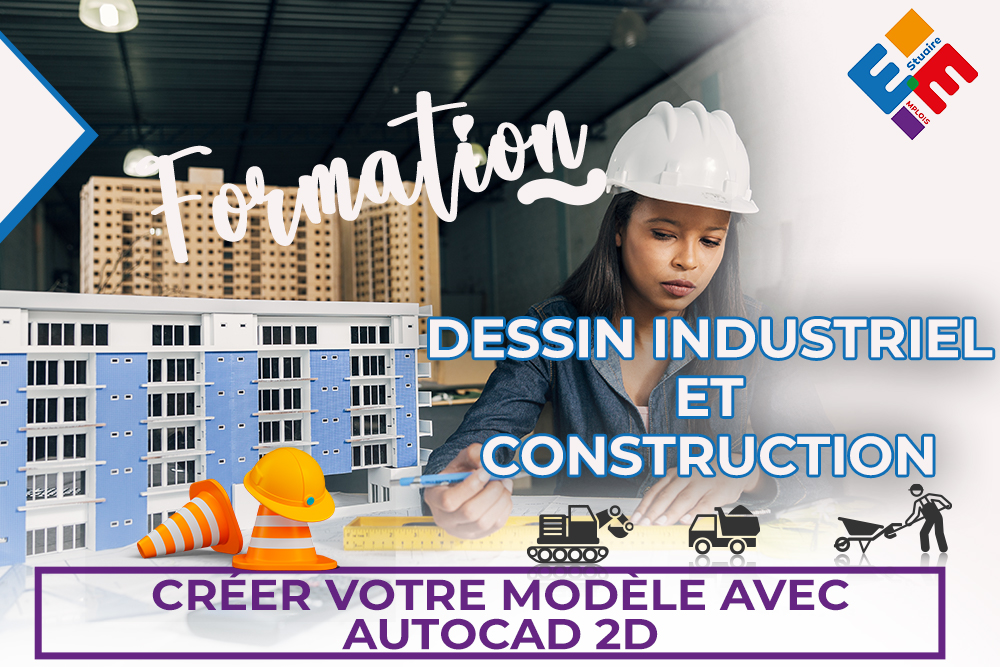 Stuaire
MPLOIS
Formation
DESSIN INDUSTRIEL
ET
CONSTRUCTION
CRÉER VOTRE MODÈLE AVEC
AUTOCAD 2D